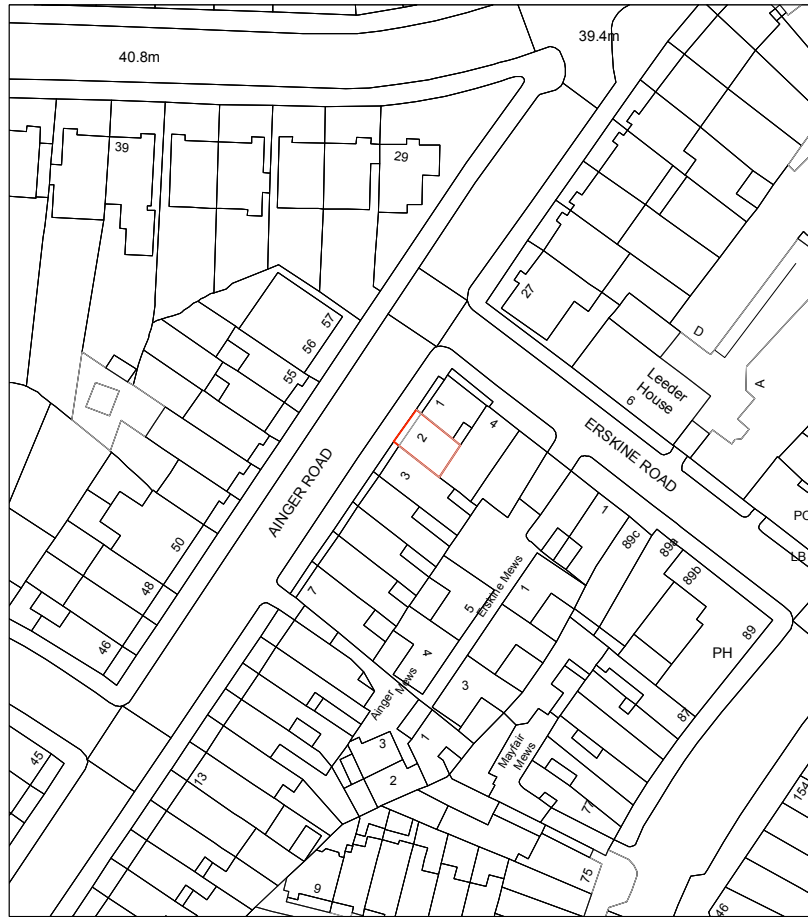 40.8m
39.4m
39
29
27
57
56
55
D
A
Leeder
House
6
1
2
3
4
ERSKINE ROAD
AINGER ROAD
50
48
46
7
1
89c
89a
89b
89
PH
PO
LB
Erskine Mews
5
1
4
3
Ainger
Mews
3
2
1
Mayfair
Mews
87
77
75
13
45
9
154
46